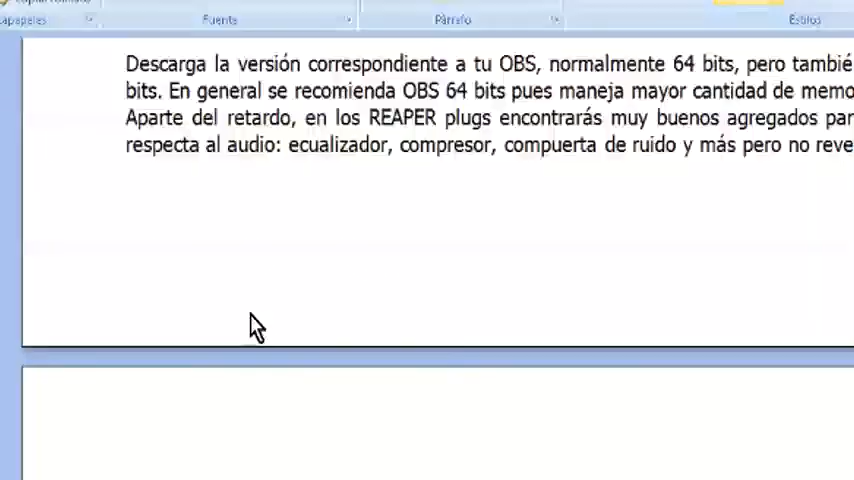 Fuente
Párrafo
Estilos
Descarga la versión correspondiente a tu OBS, normalmente 64 bits, pero tambié
bits. En general se recomienda OBS 64 bits pues maneja mayor cantidad de memo
Aparte del retardo, en los REAPER plugs encontrarás muy buenos agregados par
respecta al audio: ecualizador, compresor, compuerta de ruido y más pero no reve